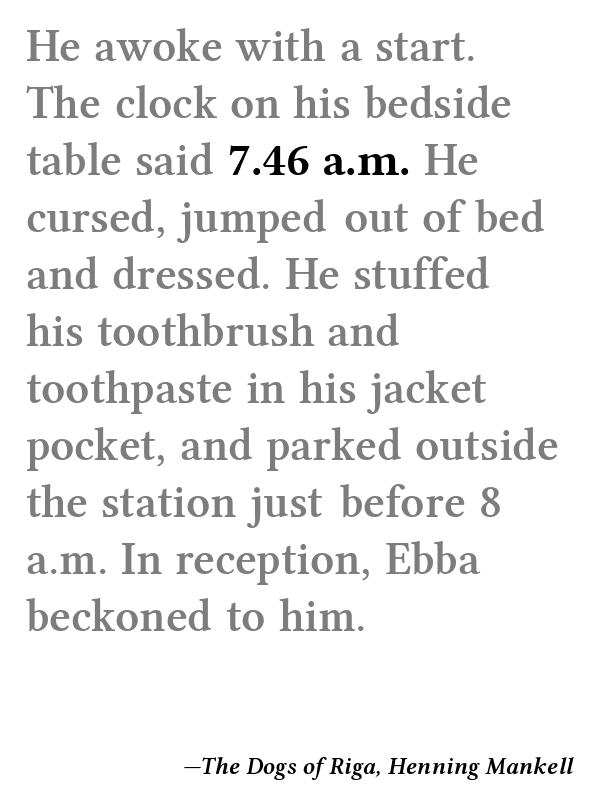 He awoke with a start.
The clock on his bedside
table said 7.46 a.m. He
cursed, jumped out of bed
and dressed. He stuffed
his toothbrush and
toothpaste in his jacket
pocket, and parked outside
the station just before 8
a.m. In reception, Ebba
beckoned to him.
—The Dogs of Riga, Henning Mankell